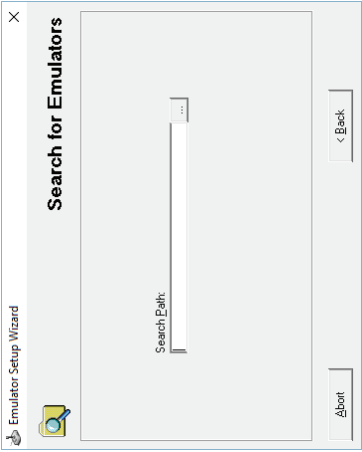 Emulator Setup Wizard
Search for Emulators
Search Path:
...
Abort
< Back